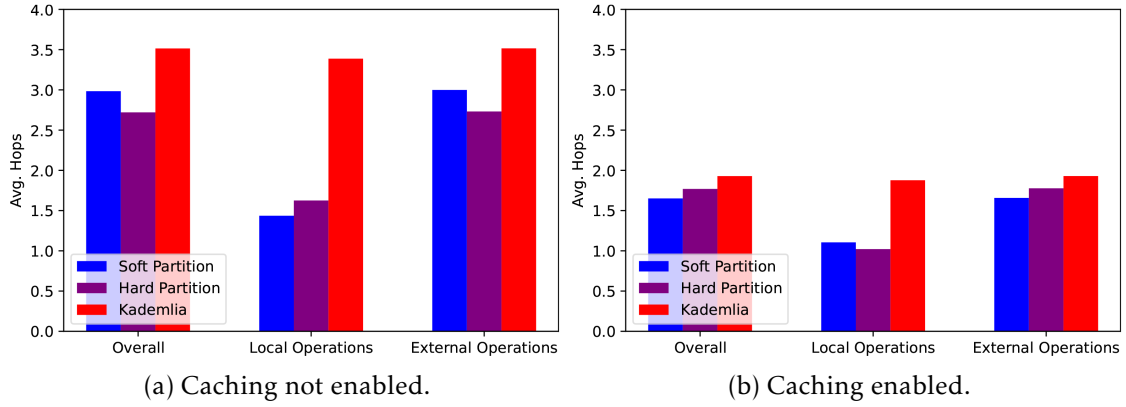 4.0
3.5
3.0
2.5
2.0
1.5
1.0
0.5
0.0
Avg. Hops
Soft Partition
Hard Partition
Kademlia
Overall Local Operations External Operations
(a) Caching not enabled.
4.0
3.5
3.0
2.5
2.0
1.5
1.0
0.5
0.0
Avg. Hops
Soft Partition
Hard Partition
Kademlia
Overall Local Operations External Operations
(b) Caching enabled.